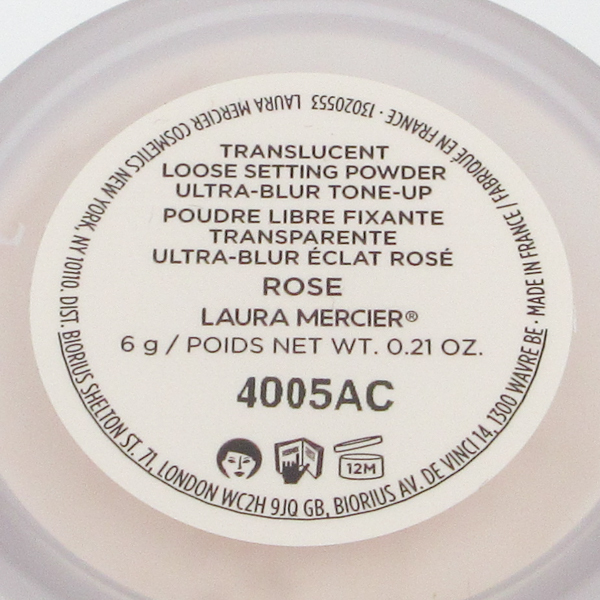 TRANSLUCENT
LOOSE SETTING POWDER
ULTRA-BLUR TONE-UP
POUDRE LIBRE FIXANTE
TRANSPARENTE
ULTRA-BLUR ÉCLAT ROSÉ
ROSE
LAURA MERCIER®
6 g / POIDS NET WT. 0.21 OZ.
4005AC
12M
13020553 LAURA MERCIER COSMETICS NEW YORK, NY 10110. DIST. BIORIUS SHELTON ST. 71, LONDON WC2H 9JQ GB, BIORIUS AV. DE VINCI 14, 1300 WAVRE BE · MADE IN FRANCE / FABRIQUÉ EN FRANCE ·